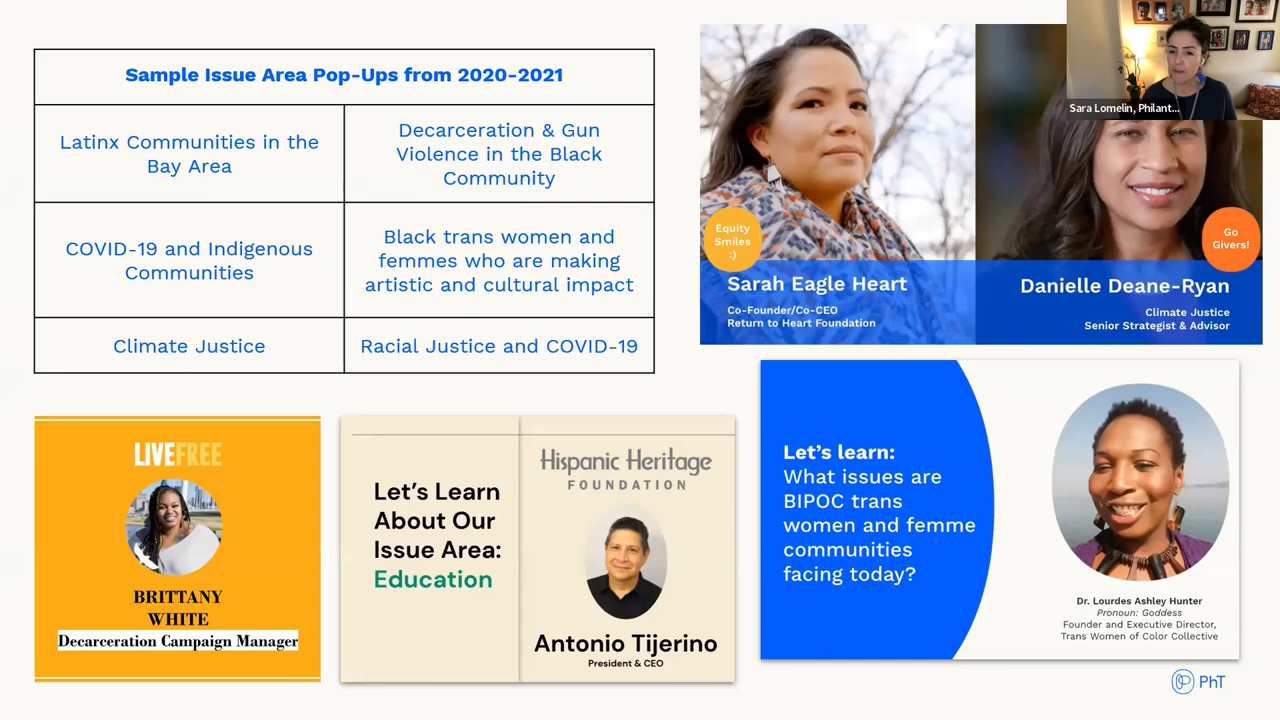 Sample Issue Area Pop-Ups from 2020-2021
Latinx Communities in the
Bay Area
Decarceration & Gun
Violence in the Black
Community
COVID-19 and Indigenous
Communities
Black trans women and
femmes who are making
artistic and cultural impact
Climate Justice
Racial Justice and COVID-19
Sara Lomelin, Philant...
Equity
Smiles
:)
Go
Givers!
Sarah Eagle Heart
Co-Founder/Co-CEO
Return to Heart Foundation
Danielle Deane-Ryan
Climate Justice
Senior Strategist & Advisor
LIVEFREE
BRITTANY
WHITE
Decarceration Campaign Manager
Let's Learn
About Our
Issue Area:
Education
Hispanic Heritage
FOUNDATION
Antonio Tijerino
President & CEO
Let's learn:
What issues are
BIPOC trans
women and femme
communities
facing today?
Dr. Lourdes Ashley Hunter
Pronoun: Goddess
Founder and Executive Director,
Trans Women of Color Collective
PhT